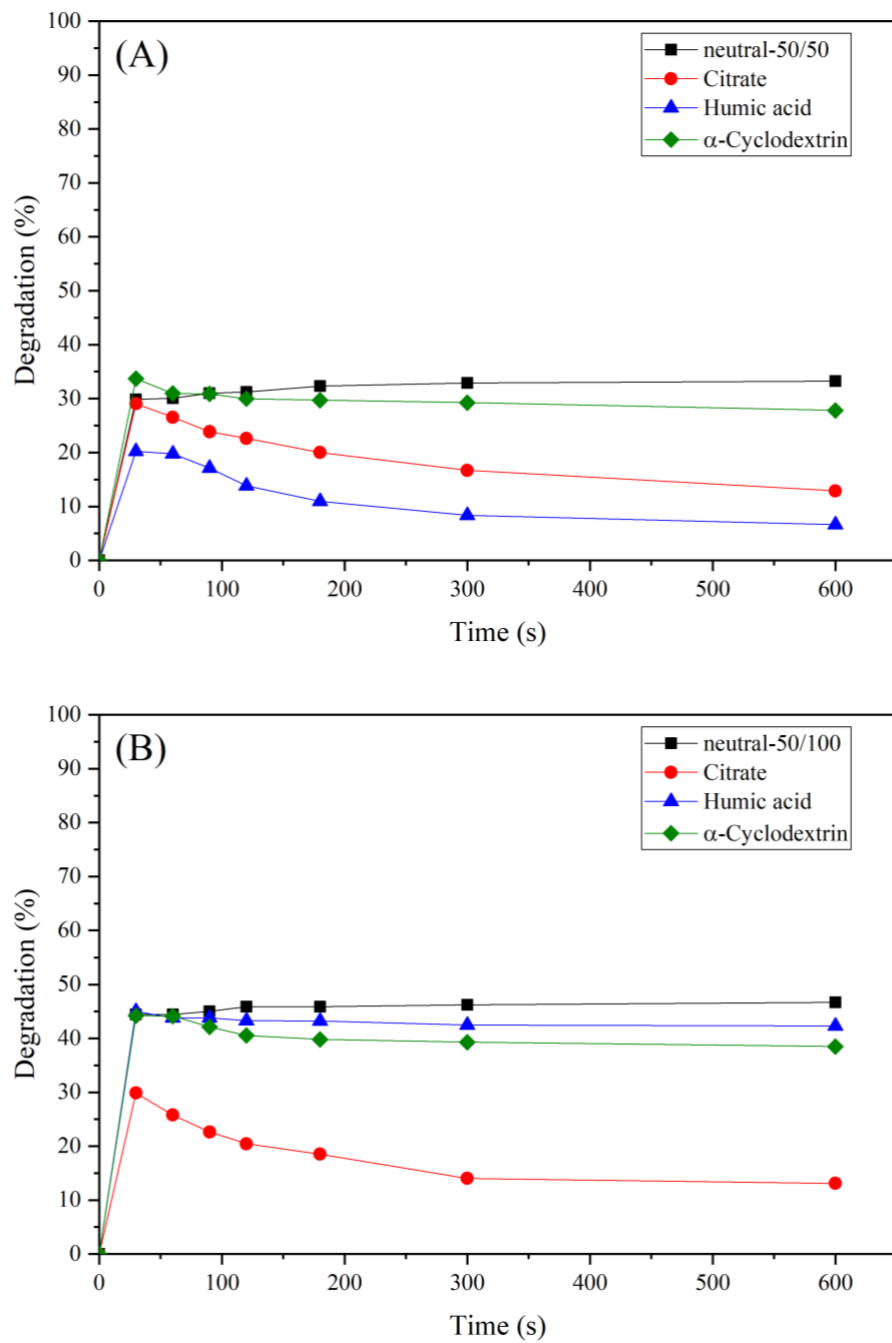 (A)
neutral-50/50
Citrate
Humic acid
α-Cyclodextrin
Degradation (%)
100
90
80
70
60
50
40
30
20
10
0
0 100 200 300 400 500 600
Time (s)
(B)
neutral-50/100
Citrate
Humic acid
α-Cyclodextrin
Degradation (%)
100
90
80
70
60
50
40
30
20
10
0
0 100 200 300 400 500 600
Time (s)